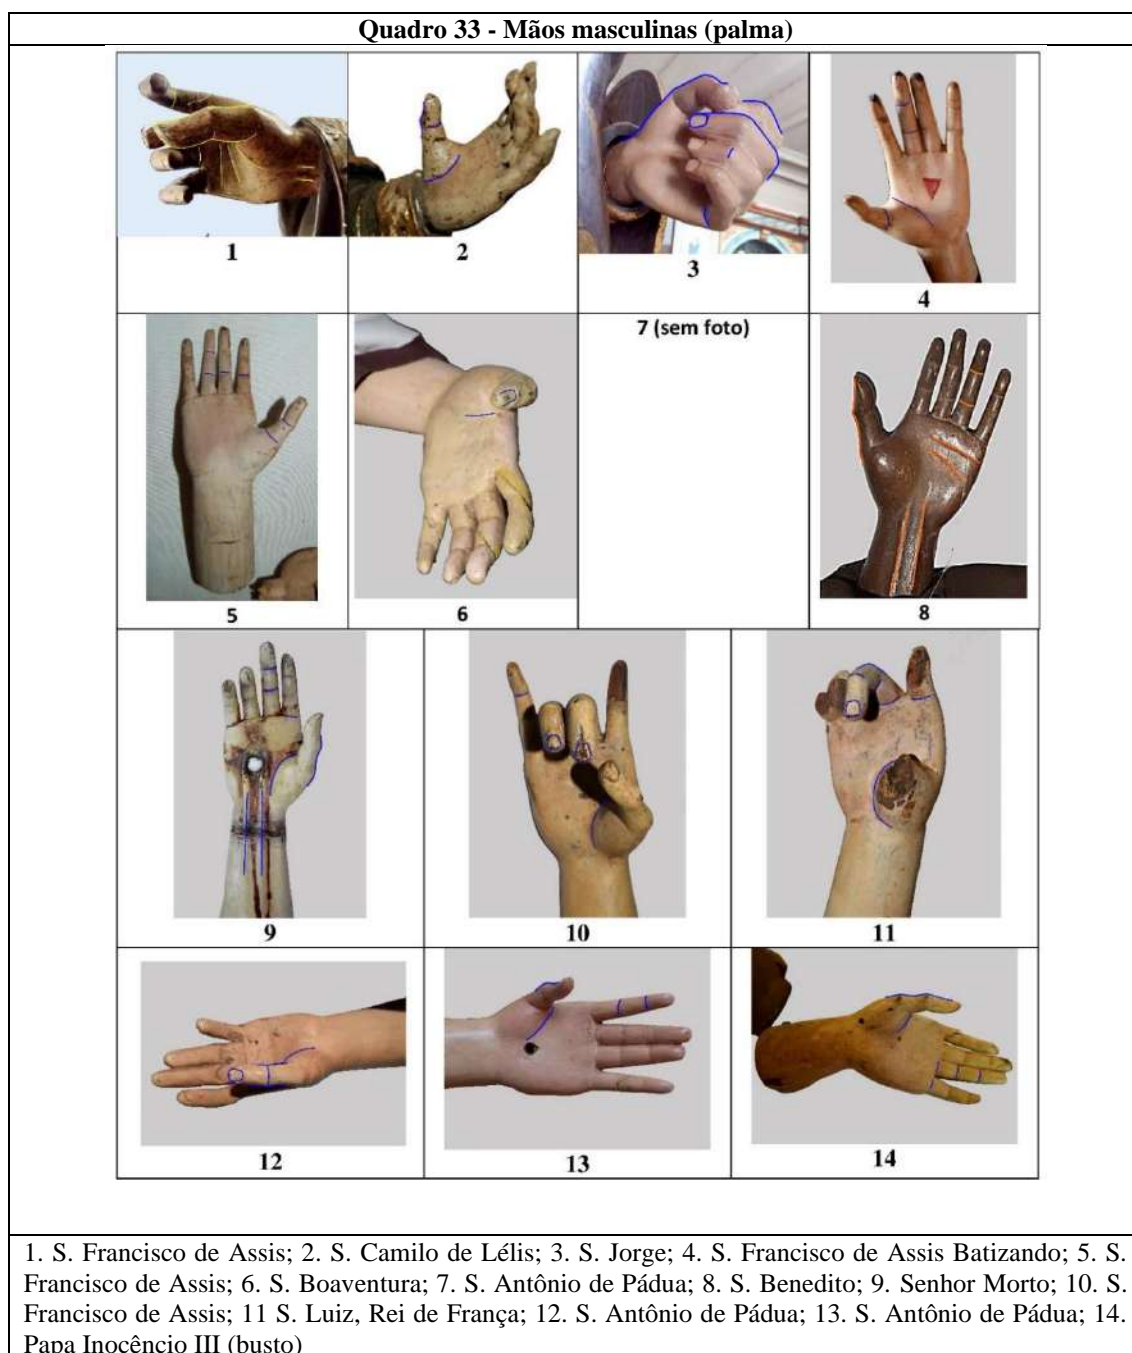 Quadro 33 - Mãos masculinas (palma)
1
2
3
4
5
6
7 (sem foto)
8
9
10
11
12
13
14
1. S. Francisco de Assis; 2. S. Camilo de Lélis; 3. S. Jorge; 4. S. Francisco de Assis Batizando; 5. S.
Francisco de Assis; 6. S. Boaventura; 7. S. Antônio de Pádua; 8. S. Benedito; 9. Senhor Morto; 10. S.
Francisco de Assis; 11 S. Luiz, Rei de França; 12. S. Antônio de Pádua; 13. S. Antônio de Pádua; 14.
Papa Inocêncio III (busto)